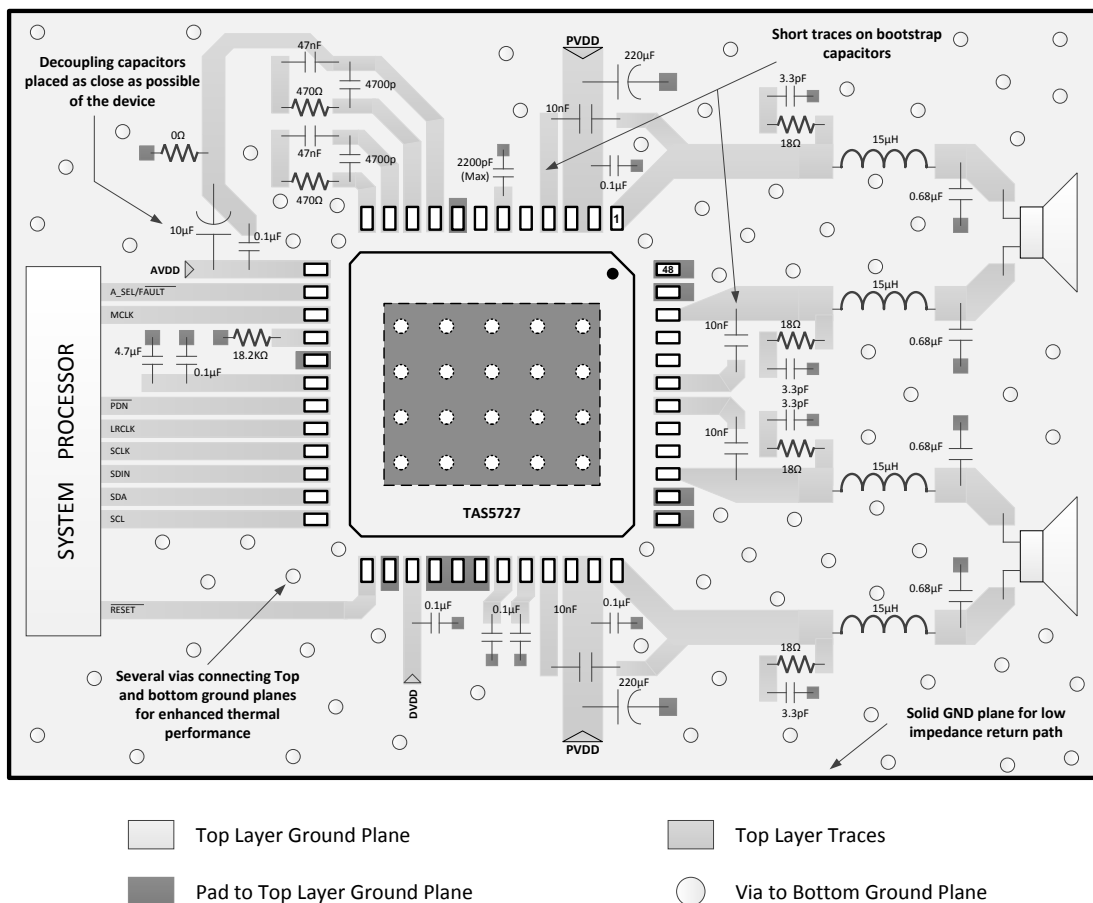 Decoupling capacitors
placed as close as possible
of the device
47nF
4700p
470Ω
47nF
4700p
470Ω
0Ω
10µF
0.1µF
2200pF
(Max)
PVDD
220µF
10nF
0.1µF
Short traces on bootstrap
capacitors
3.3pF
18Ω
15µH
0.68µF
1
48
AVDD
A_SEL/FAULT
MCLK
4.7µF
0.1µF
18.2KΩ
PDN
LRCLK
SCLK
SDIN
SDA
SCL
RESET
SYSTEM PROCESSOR
TAS5727
10nF
18Ω
3.3pF
15µH
0.68µF
10nF
3.3pF
18Ω
15µH
0.68µF
0.1µF
0.1µF
10nF
0.1µF
220µF
DVDD
PVDD
18Ω
3.3pF
15µH
0.68µF
Several vias connecting Top
and bottom ground planes
for enhanced thermal
performance
Solid GND plane for low
impedance return path
Top Layer Ground Plane
Top Layer Traces
Pad to Top Layer Ground Plane
Via to Bottom Ground Plane